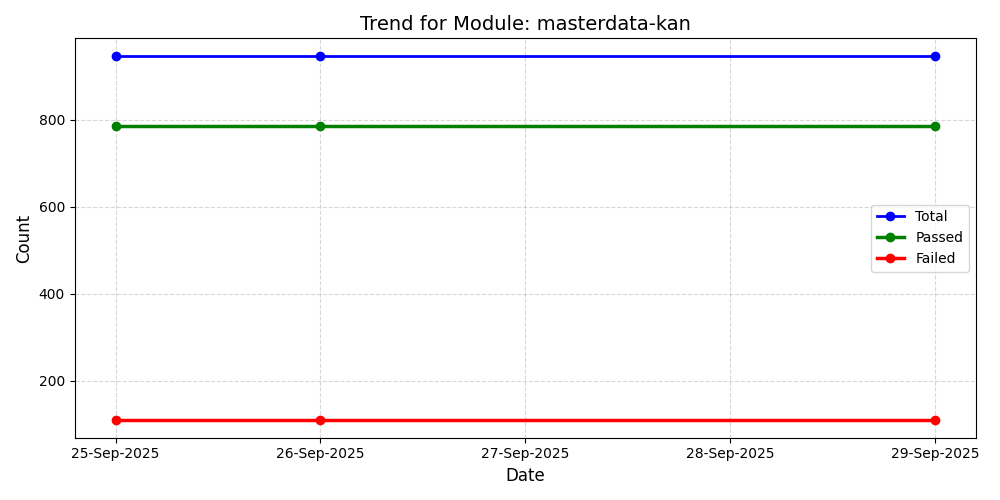 Trend for Module: masterdata-kan
800
600
400
200
Count
Total
Passed
Failed
25-Sep-2025
26-Sep-2025
27-Sep-2025
28-Sep-2025
29-Sep-2025
Date